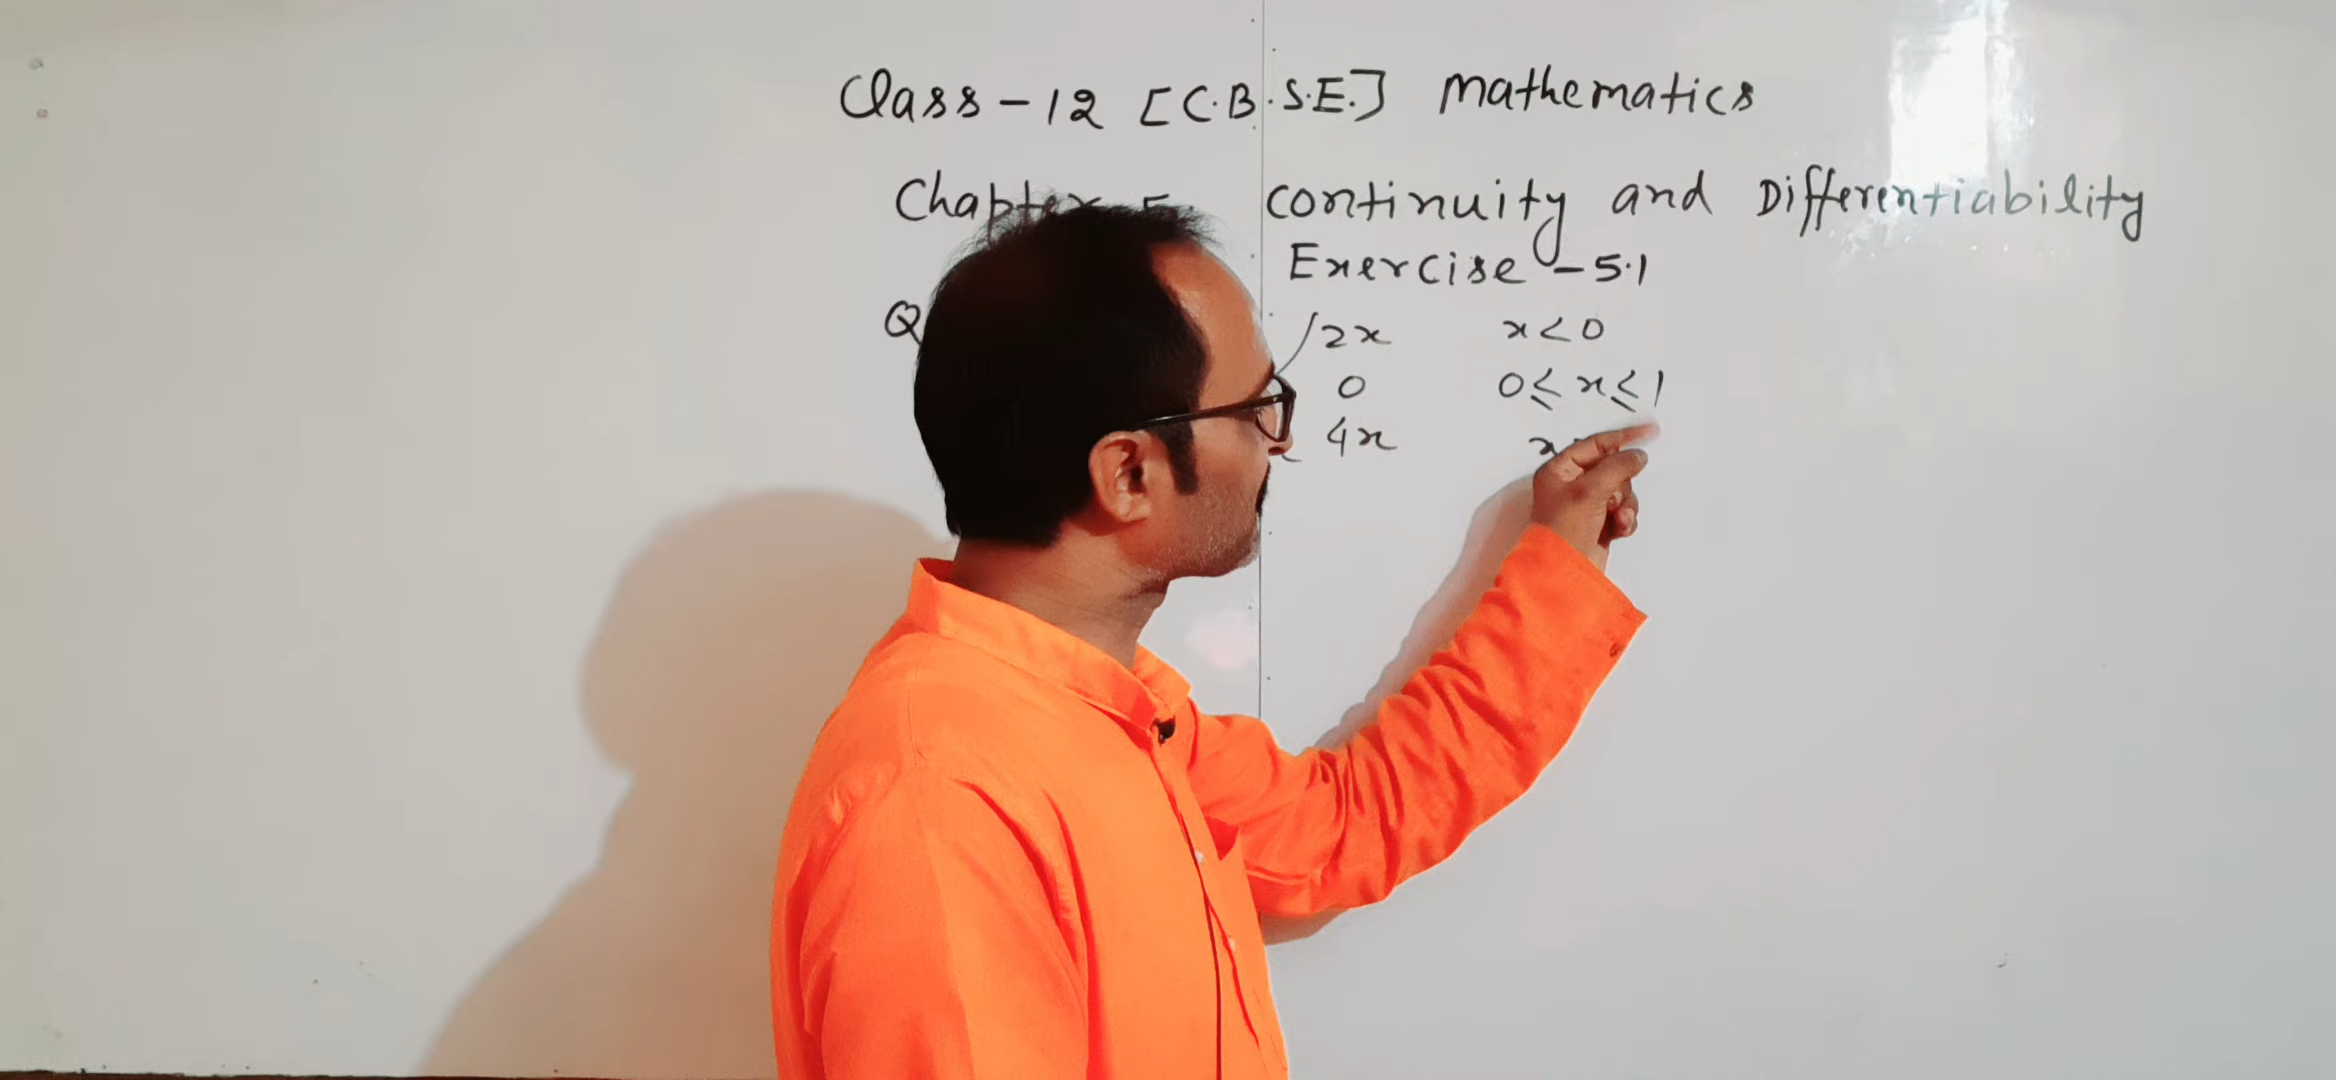 Class-12 [C.B.S.E.] Mathematics
Chapter 5 Continuity and Differentiability
Exercise-5.1
Q 2x x<0
0 0≤x≤1
4x x